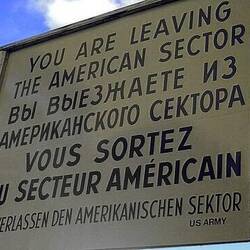 YOU ARE LEAVING
THE AMERICAN SECTOR
ВЫ ВЫЕЗЖАЕТЕ ИЗ
АМЕРИКАНСКОГО СЕКТОРА
VOUS SORTEZ
U SECTEUR AMÉRICAIN
VERLASSEN DEN AMERIKANISCHEN SEKTOR
US ARMY